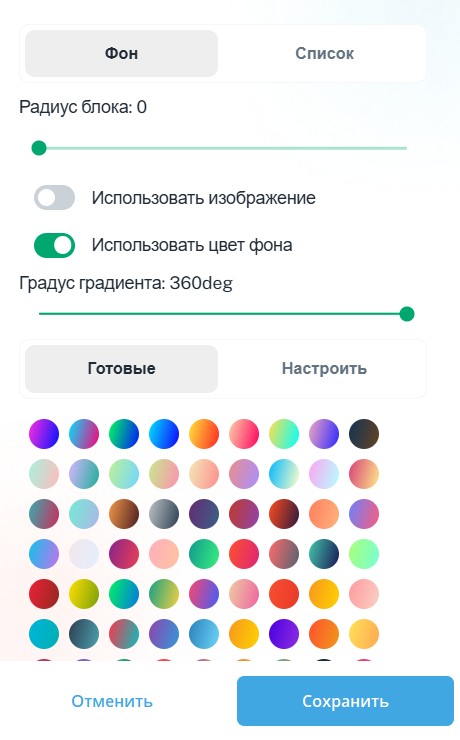 Фон
Список
Радиус блока: 0
Использовать изображение
Использовать цвет фона
Градус градиента: 360deg
Готовые
Настроить
Отменить
Сохранить